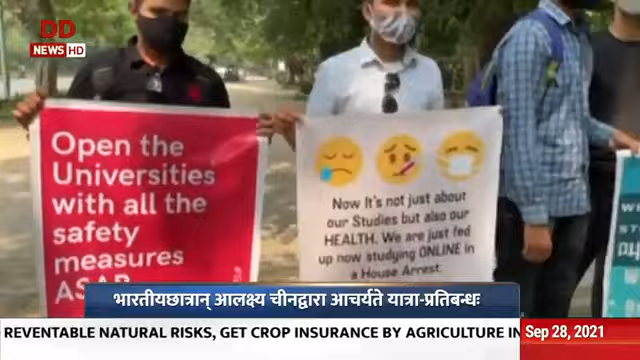 DD
NEWS HD
Open the
Universities
with all the
safety
measures
ASAP
Now It's not just about
our Studies but also our
HEALTH. We are just fed
up now studying ONLINE in
a House Arrest.
भारतीयछात्रान् आलक्ष्य चीनद्वारा आचर्यते यात्रा-प्रतिबन्धः
REVENTABLE NATURAL RISKS, GET CROP INSURANCE BY AGRICULTURE IN
Sep 28, 2021